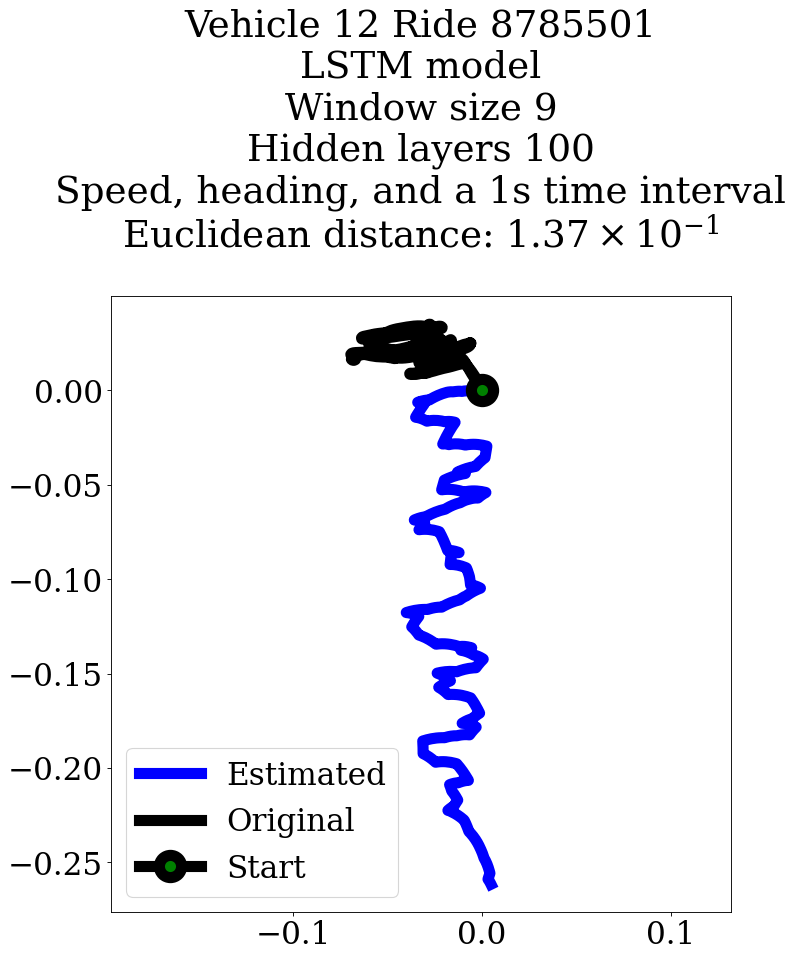 Vehicle 12 Ride 8785501
LSTM model
Window size 9
Hidden layers 100
Speed, heading, and a 1s time interval
Euclidean distance: 1.37 × 10⁻¹
0.00
−0.05
−0.10
−0.15
−0.20
−0.25
Estimated
Original
Start
−0.1
0.0
0.1